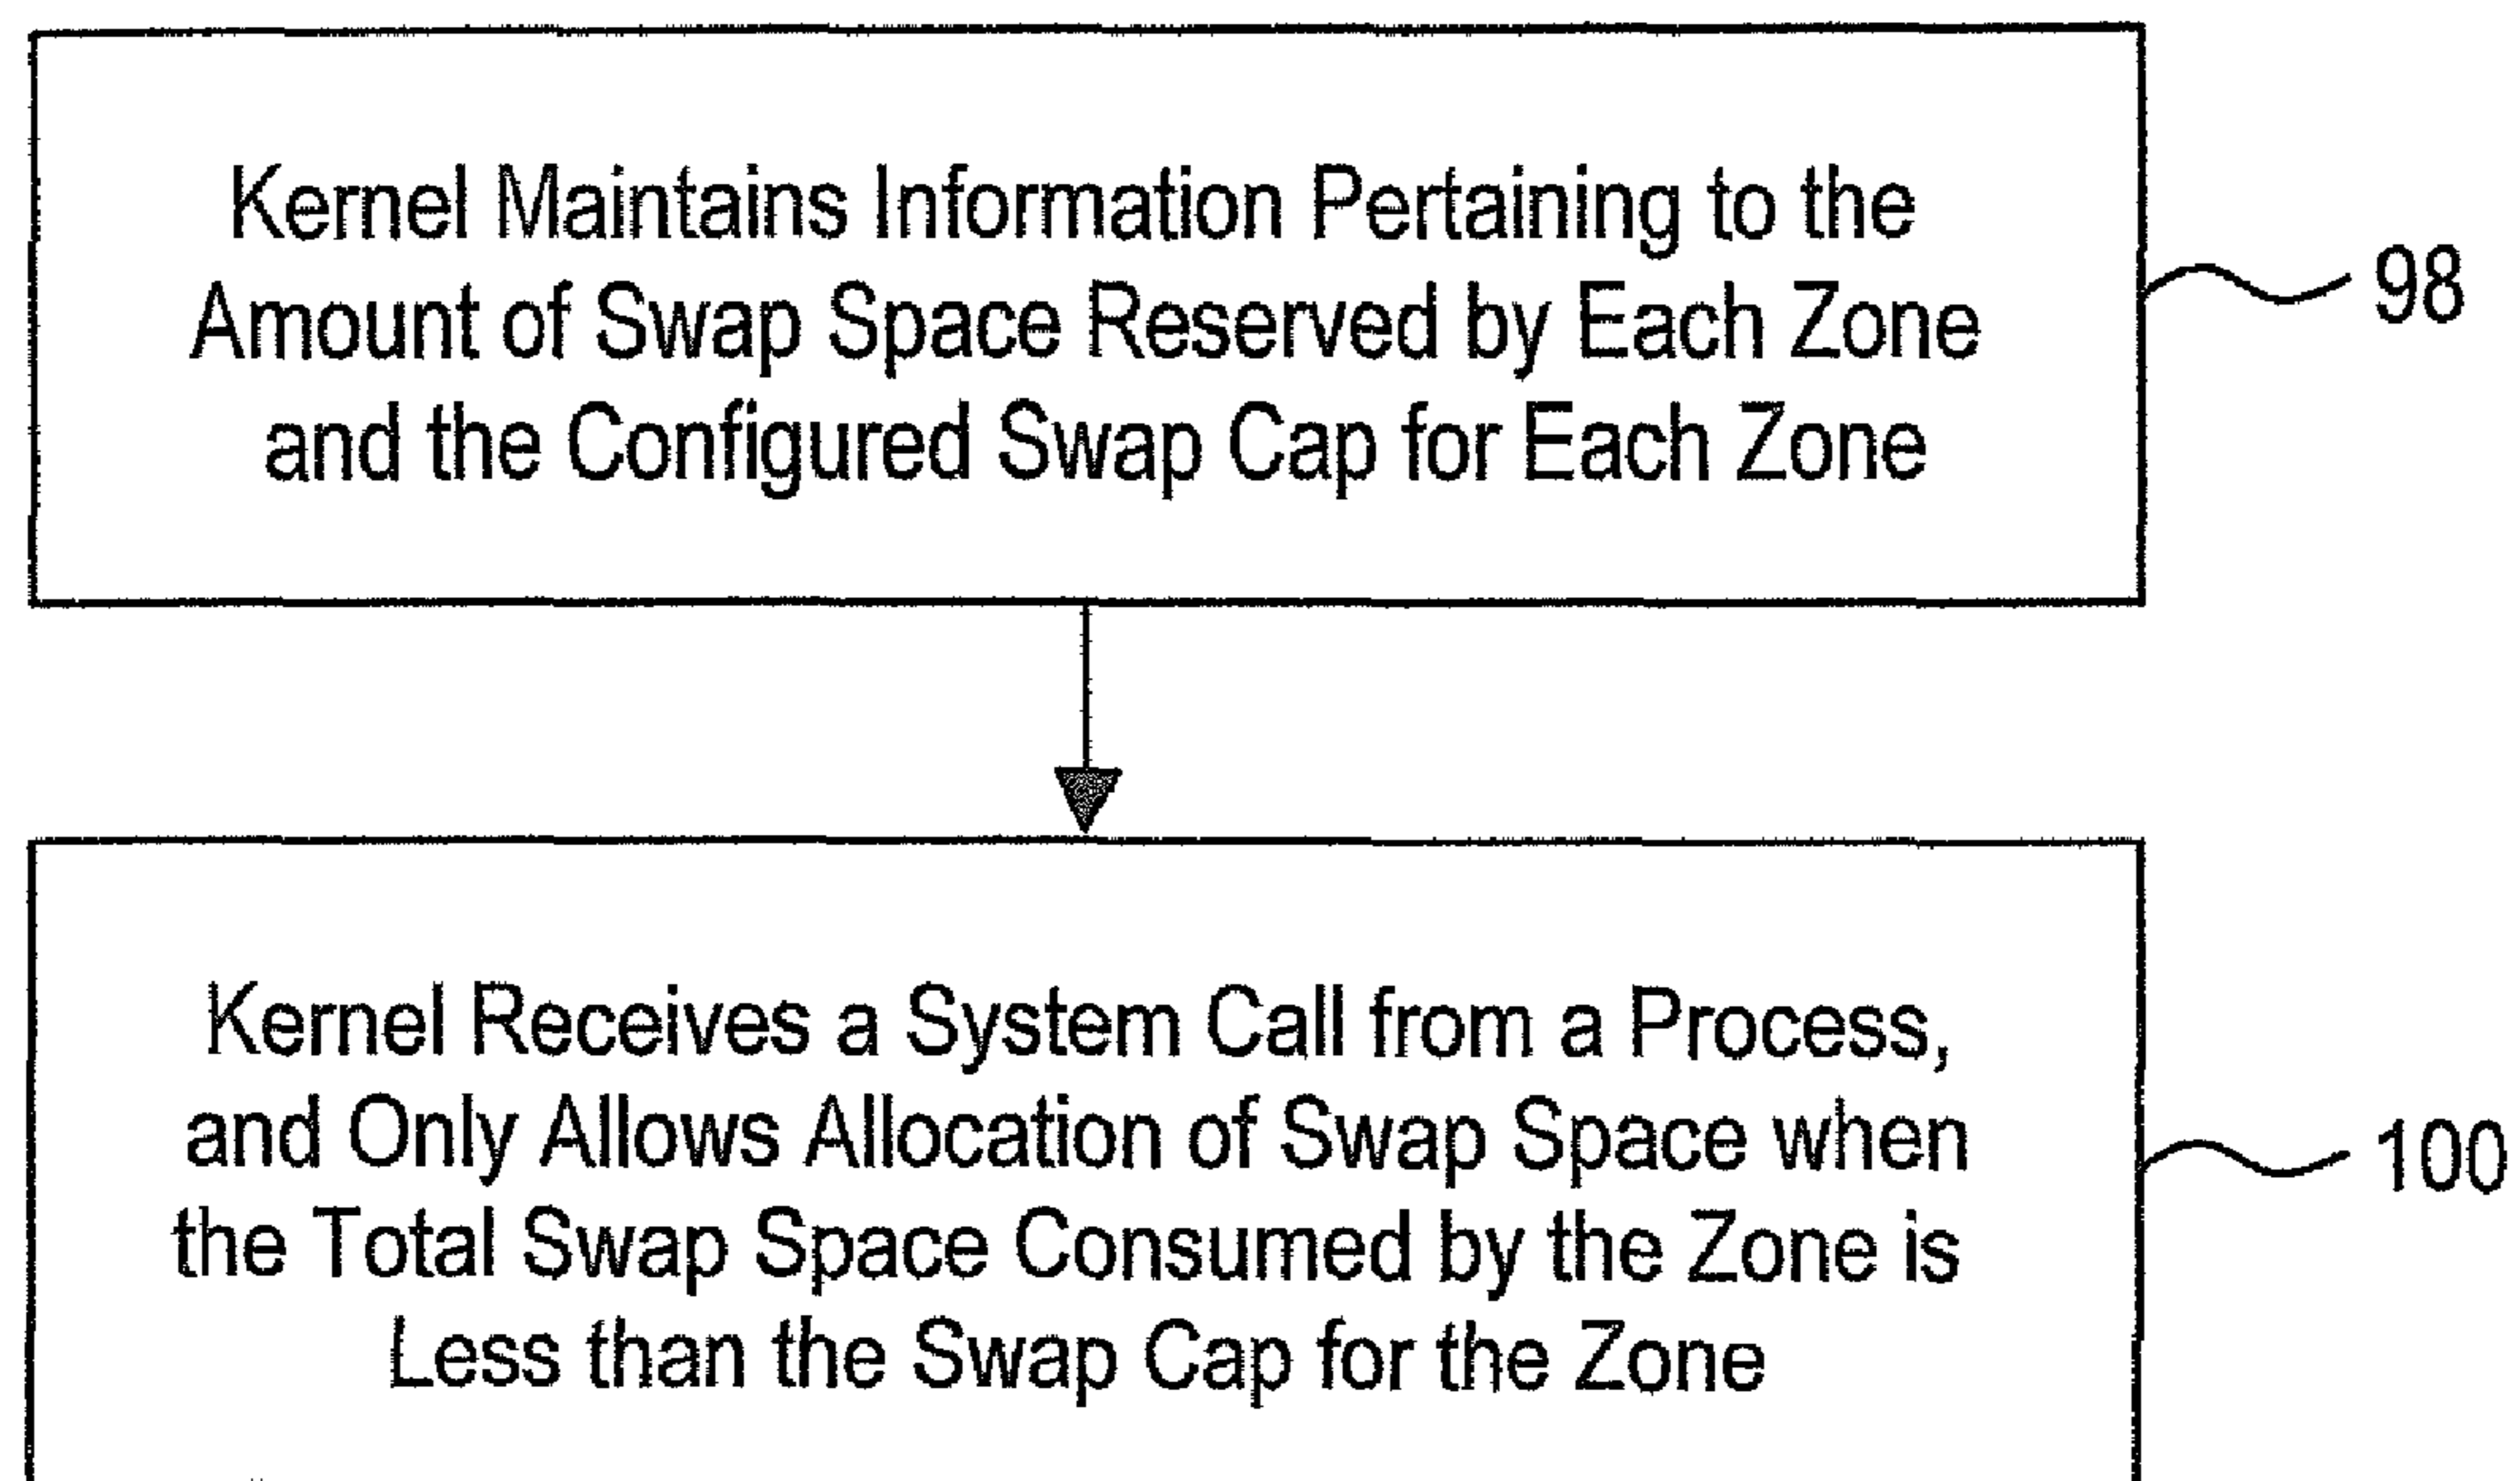 Kernel Maintains Information Pertaining to the
Amount of Swap Space Reserved by Each Zone
and the Configured Swap Cap for Each Zone
98
Kernel Receives a System Call from a Process,
and Only Allows Allocation of Swap Space when
the Total Swap Space Consumed by the Zone is
Less than the Swap Cap for the Zone
100